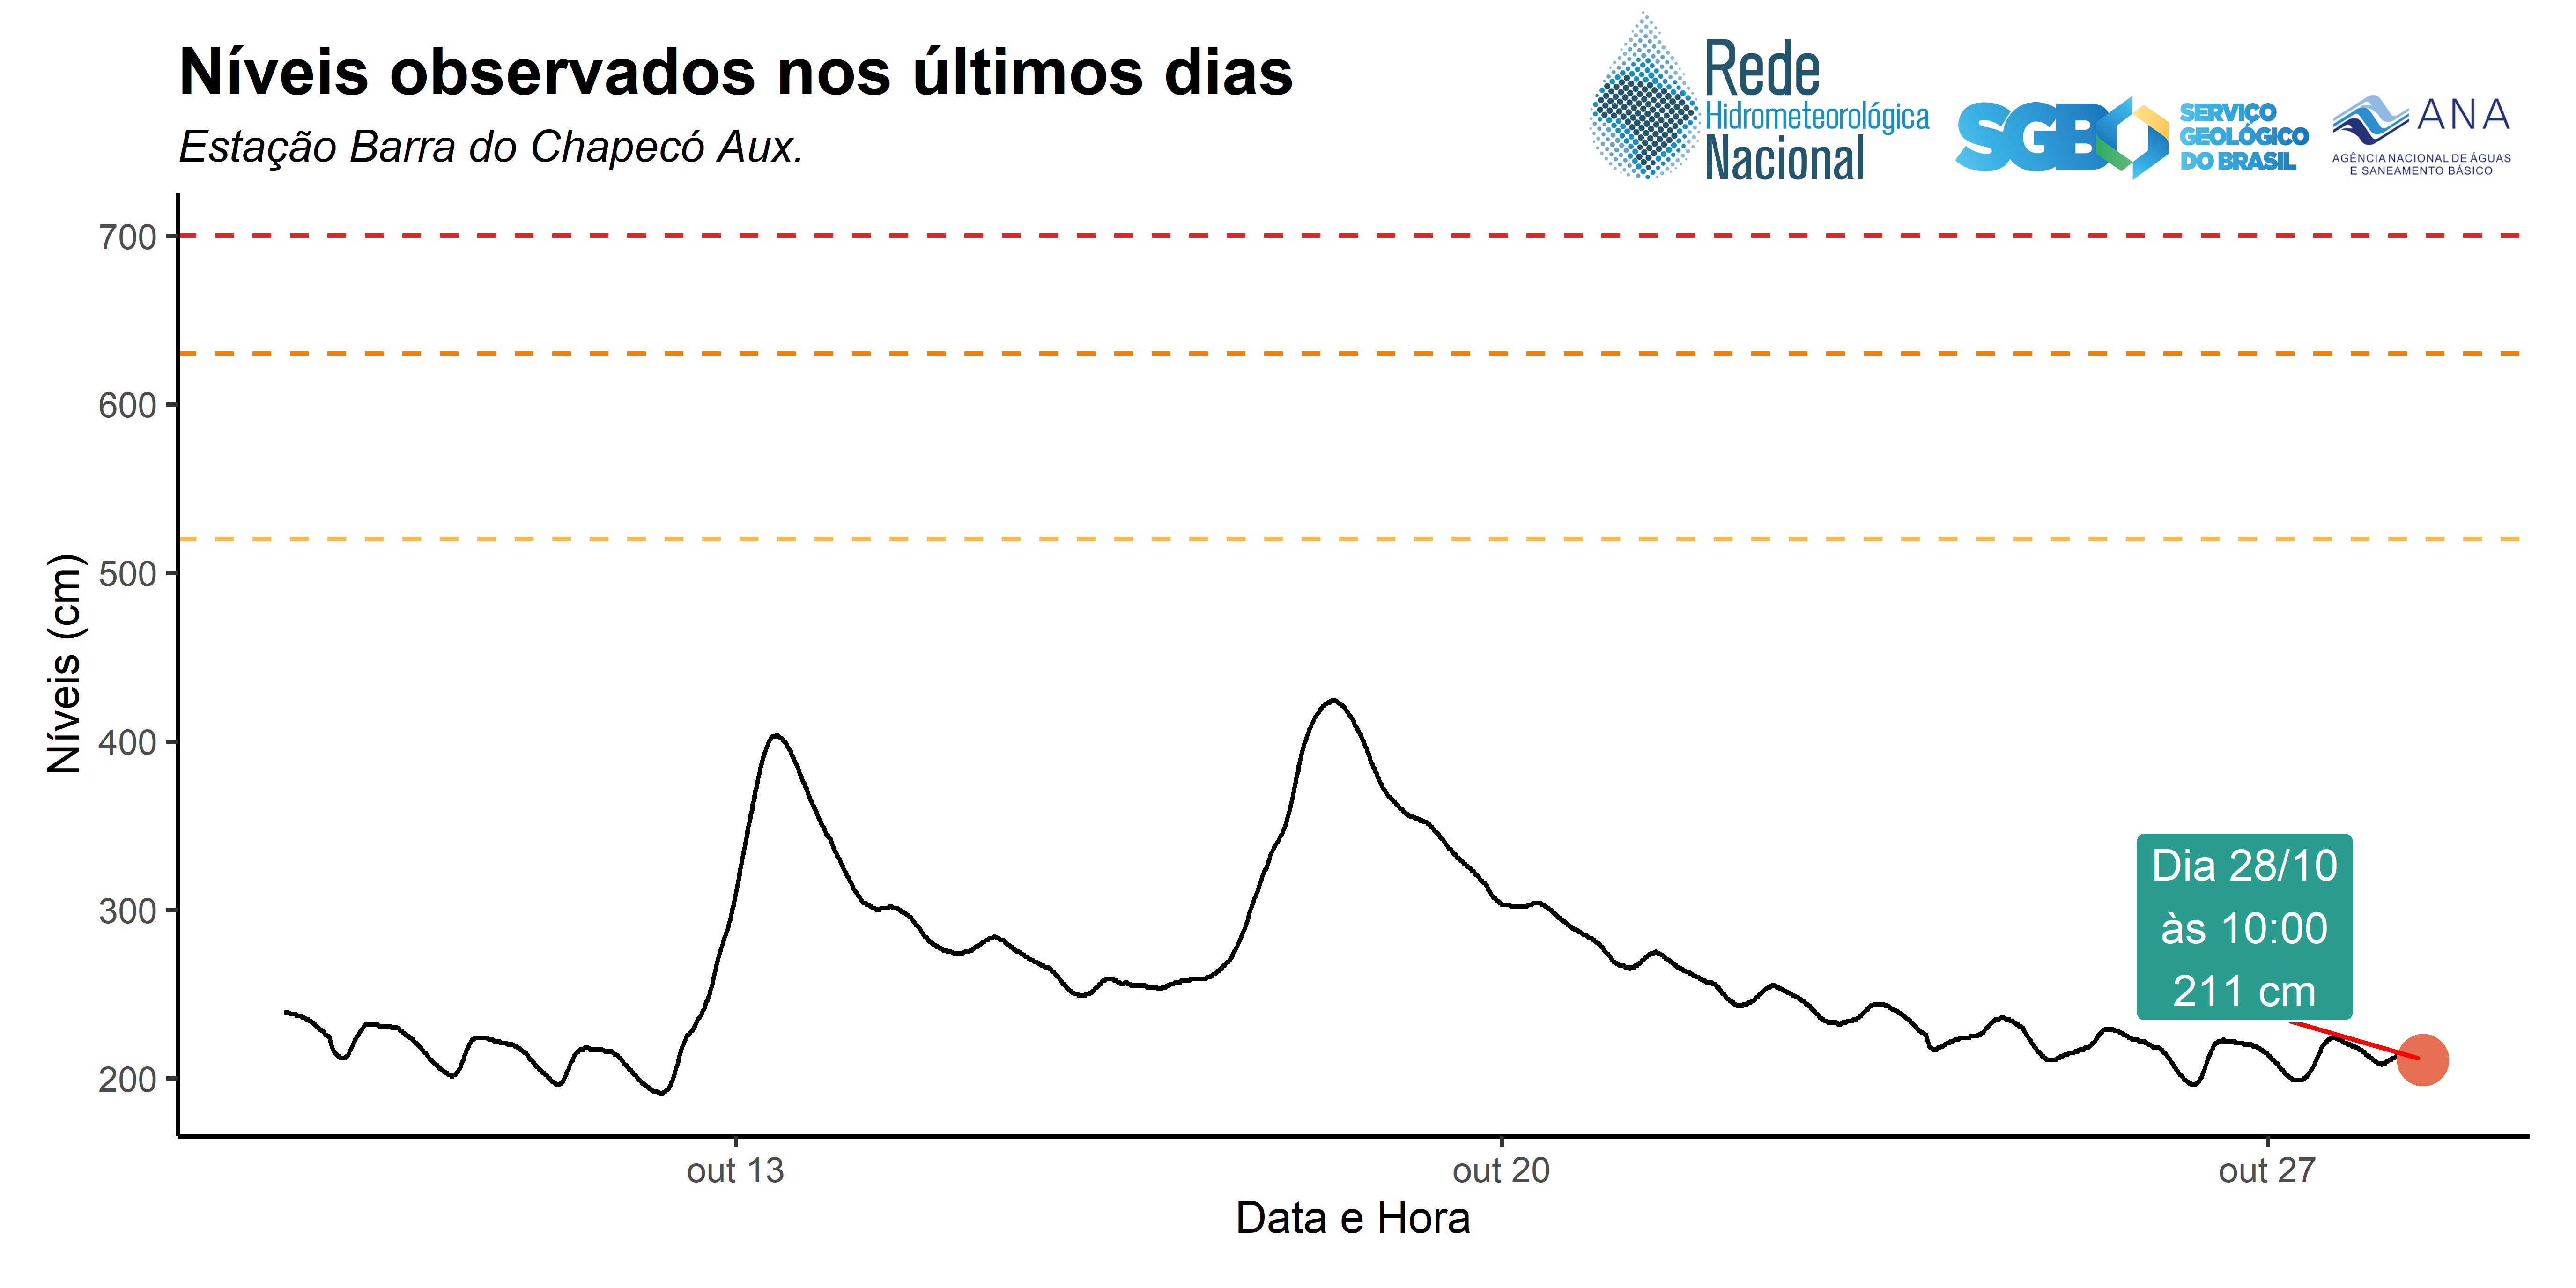 Níveis observados nos últimos dias
Estação Barra do Chapecó Aux.
Rede
Hidrometeorológica
Nacional
SGB
SERVIÇO
GEOLÓGICO
DO BRASIL
ANA
AGÊNCIA NACIONAL DE ÁGUAS
E SANEAMENTO BÁSICO
Níveis (cm)
700
600
500
400
300
200
Dia 28/10
às 10:00
211 cm
out 13
out 20
out 27
Data e Hora